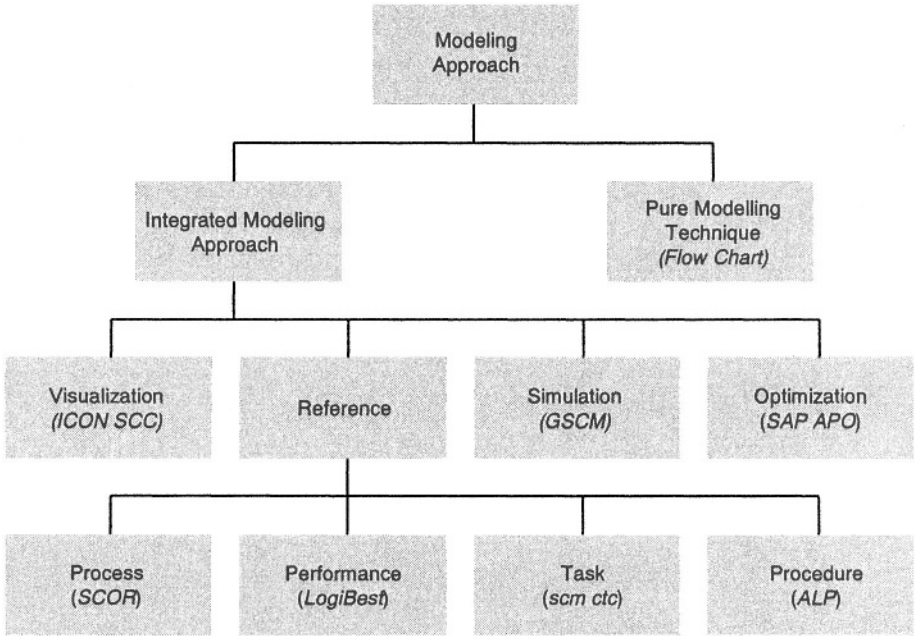 Modeling
Approach
Integrated Modeling
Approach
Pure Modelling
Technique
(Flow Chart)
Visualization
(ICON SCC)
Reference
Simulation
(GSCM)
Optimization
(SAP APO)
Process
(SCOR)
Performance
(LogiBest)
Task
(scm ctc)
Procedure
(ALP)